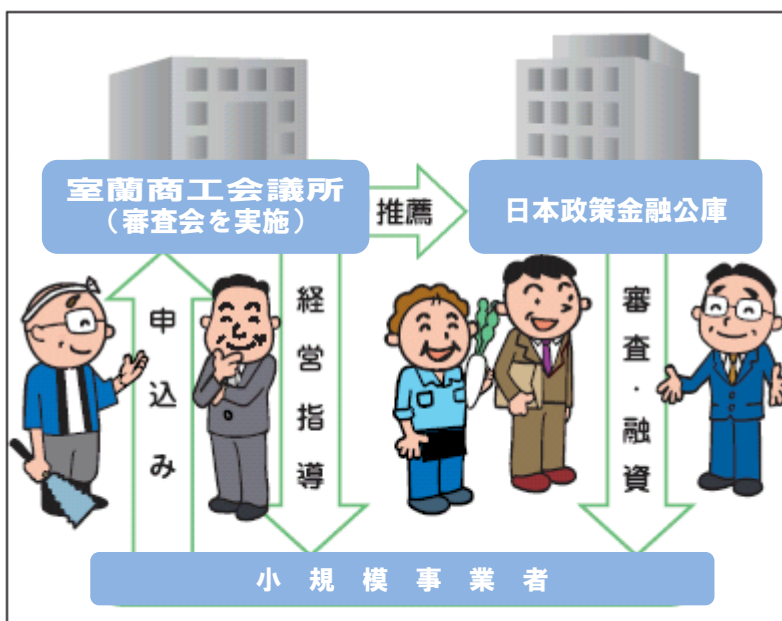 室蘭商工会議所
（審査会を実施）
推薦
日本政策金融公庫
申込み
経営指導
審査・融資
小規模事業者